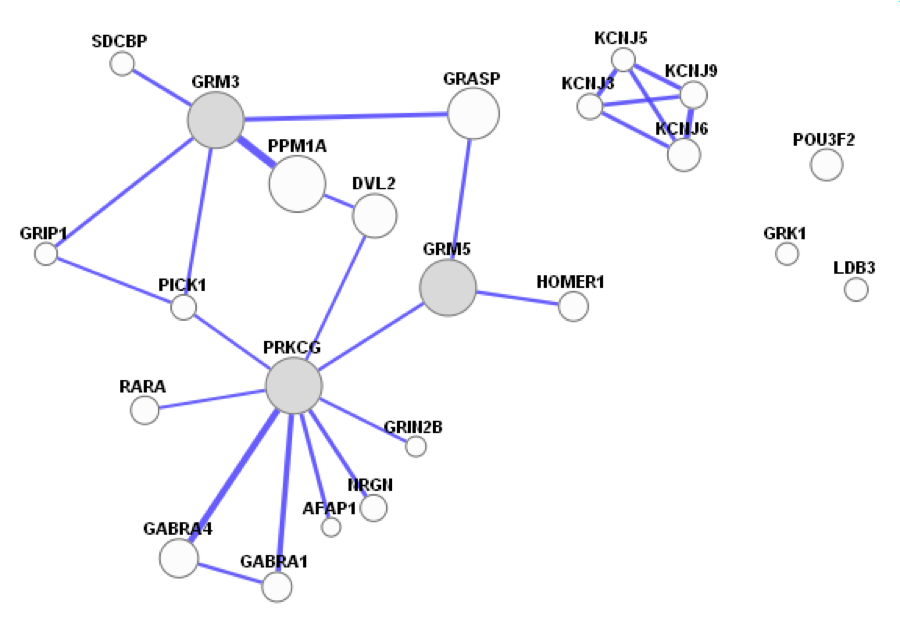 SDCBP
GRM3
GRASP
KCNJ5
KCNJ3
KCNJ9
KCNJ6
PPM1A
DVL2
POU3F2
GRIP1
PICK1
GRM5
HOMER1
GRK1
LDB3
PRKCG
RARA
GRIN2B
NRGN
AFAP1
GABRA4
GABRA1